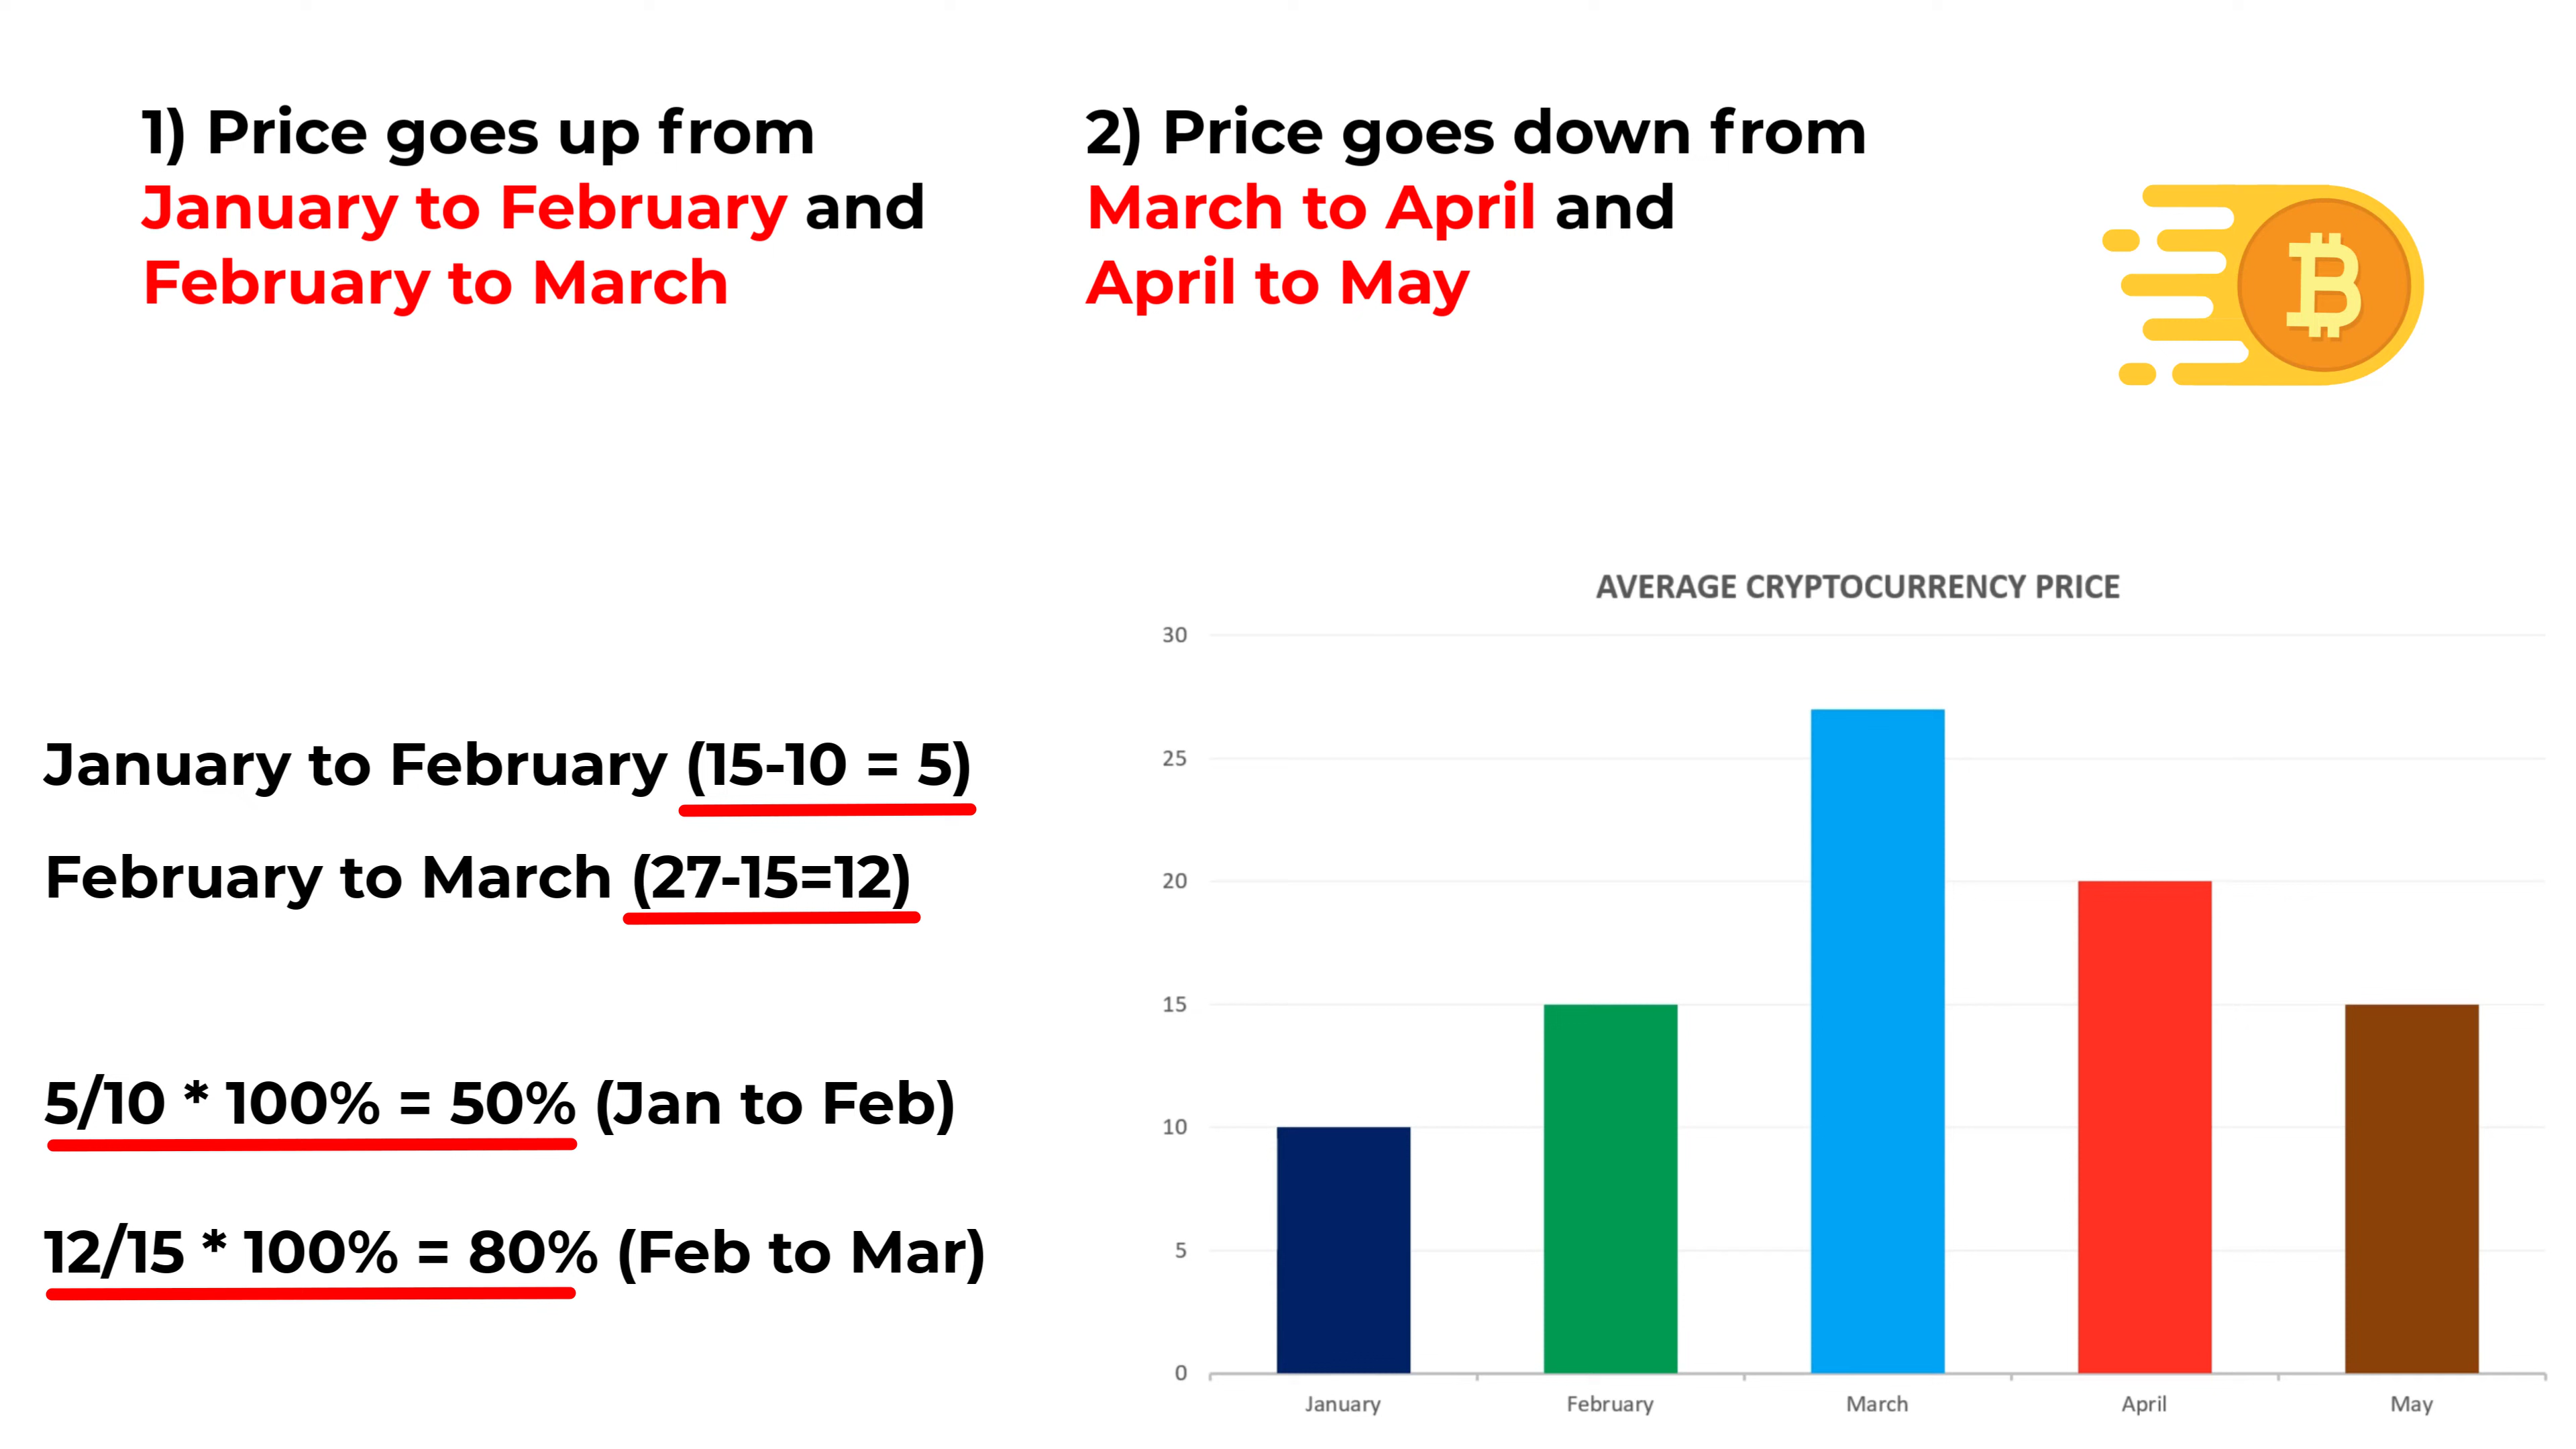 1) Price goes up from
January to February and
February to March
2) Price goes down from
March to April and
April to May
January to February (15-10 = 5)
February to March (27-15=12)
5/10 * 100% = 50% (Jan to Feb)
12/15 * 100% = 80% (Feb to Mar)
AVERAGE CRYPTOCURRENCY PRICE
30
25
20
15
10
5
0
January February March April May